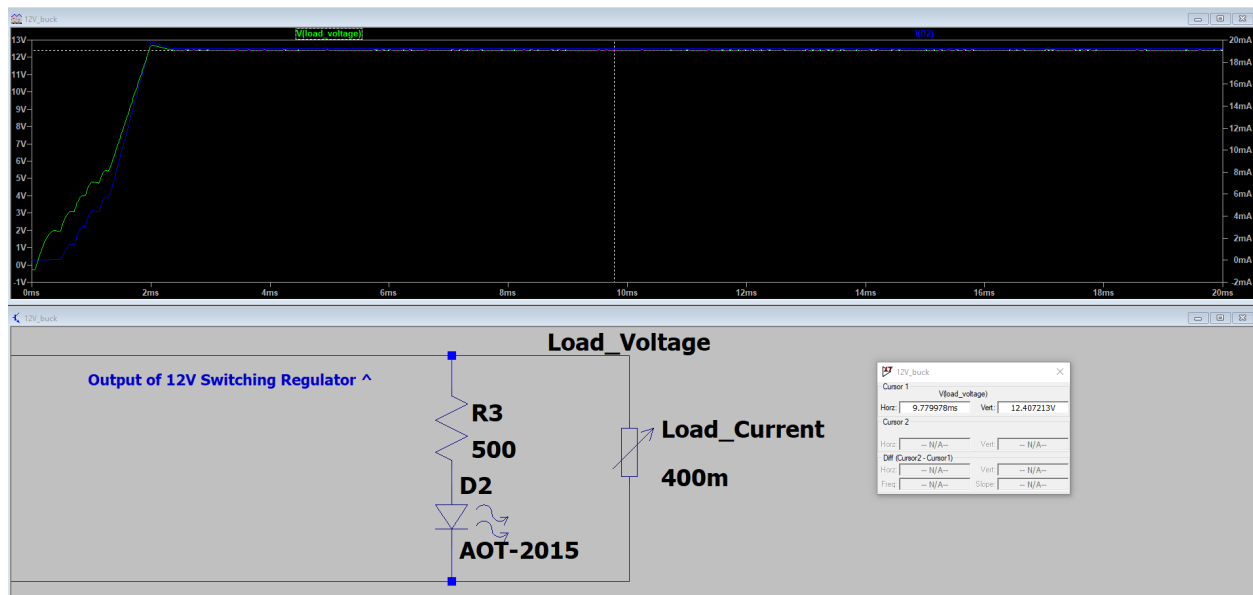 12V_buck
V(load_voltage)
I(D2)
13V
12V
11V
10V
9V
8V
7V
6V
5V
4V
3V
2V
1V
0V
-1V
20mA
18mA
16mA
14mA
12mA
10mA
8mA
6mA
4mA
2mA
0mA
-2mA
0ms 2ms 4ms 6ms 8ms 10ms 12ms 14ms 16ms 18ms 20ms
12V_buck
Load_Voltage
Output of 12V Switching Regulator ^
R3
500
D2
AOT-2015
Load_Current
400m
12V_buck
Cursor 1
V(load_voltage)
Horz: 9.779978ms Vert: 12.407213V
Cursor 2
Horz: -- N/A-- Vert: -- N/A--
Diff (Cursor2 - Cursor1)
Horz: -- N/A-- Vert: -- N/A--
Freq: -- N/A-- Slope: -- N/A--